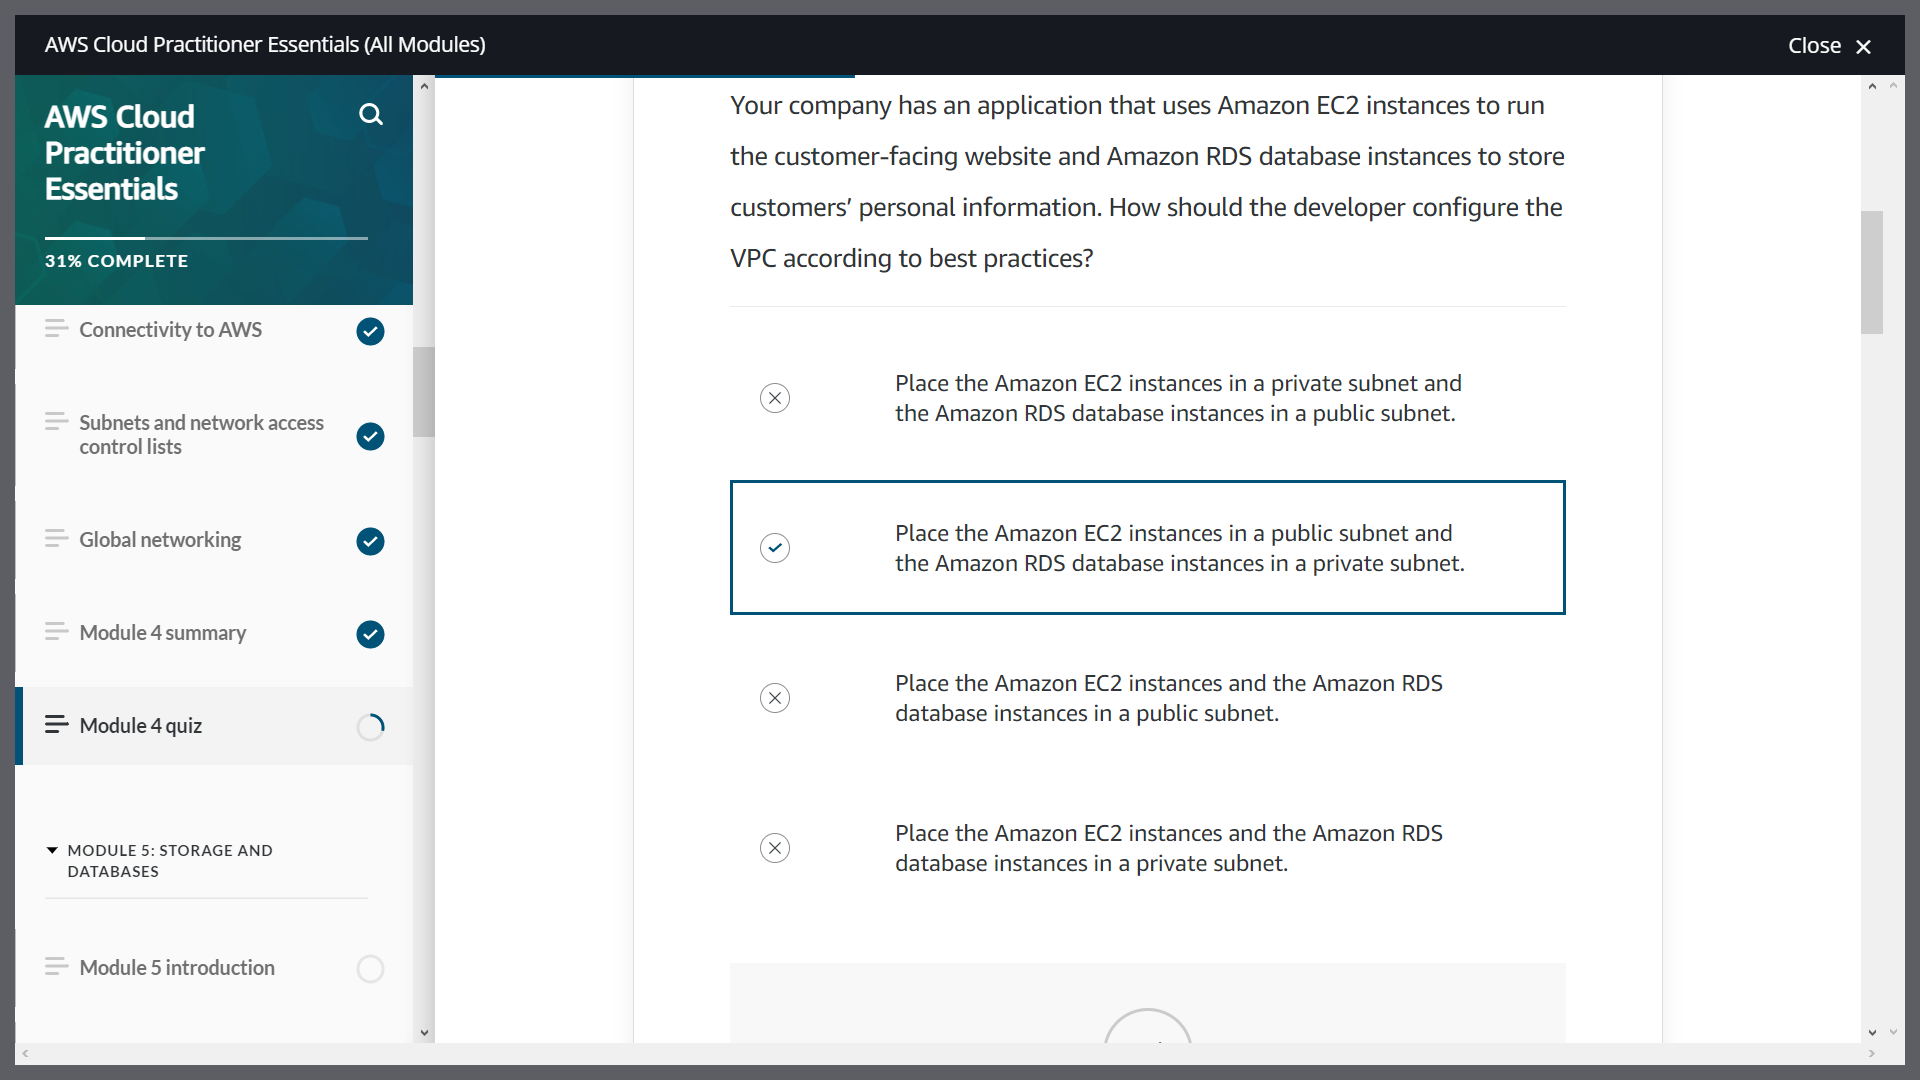 AWS Cloud Practitioner Essentials (All Modules)
Close
AWS Cloud
Practitioner
Essentials
31% COMPLETE
Connectivity to AWS
Subnets and network access
control lists
Global networking
Module 4 summary
Module 4 quiz
MODULE 5: STORAGE AND
DATABASES
Module 5 introduction
Your company has an application that uses Amazon EC2 instances to run
the customer-facing website and Amazon RDS database instances to store
customers’ personal information. How should the developer configure the
VPC according to best practices?
Place the Amazon EC2 instances in a private subnet and
the Amazon RDS database instances in a public subnet.
Place the Amazon EC2 instances in a public subnet and
the Amazon RDS database instances in a private subnet.
Place the Amazon EC2 instances and the Amazon RDS
database instances in a public subnet.
Place the Amazon EC2 instances and the Amazon RDS
database instances in a private subnet.